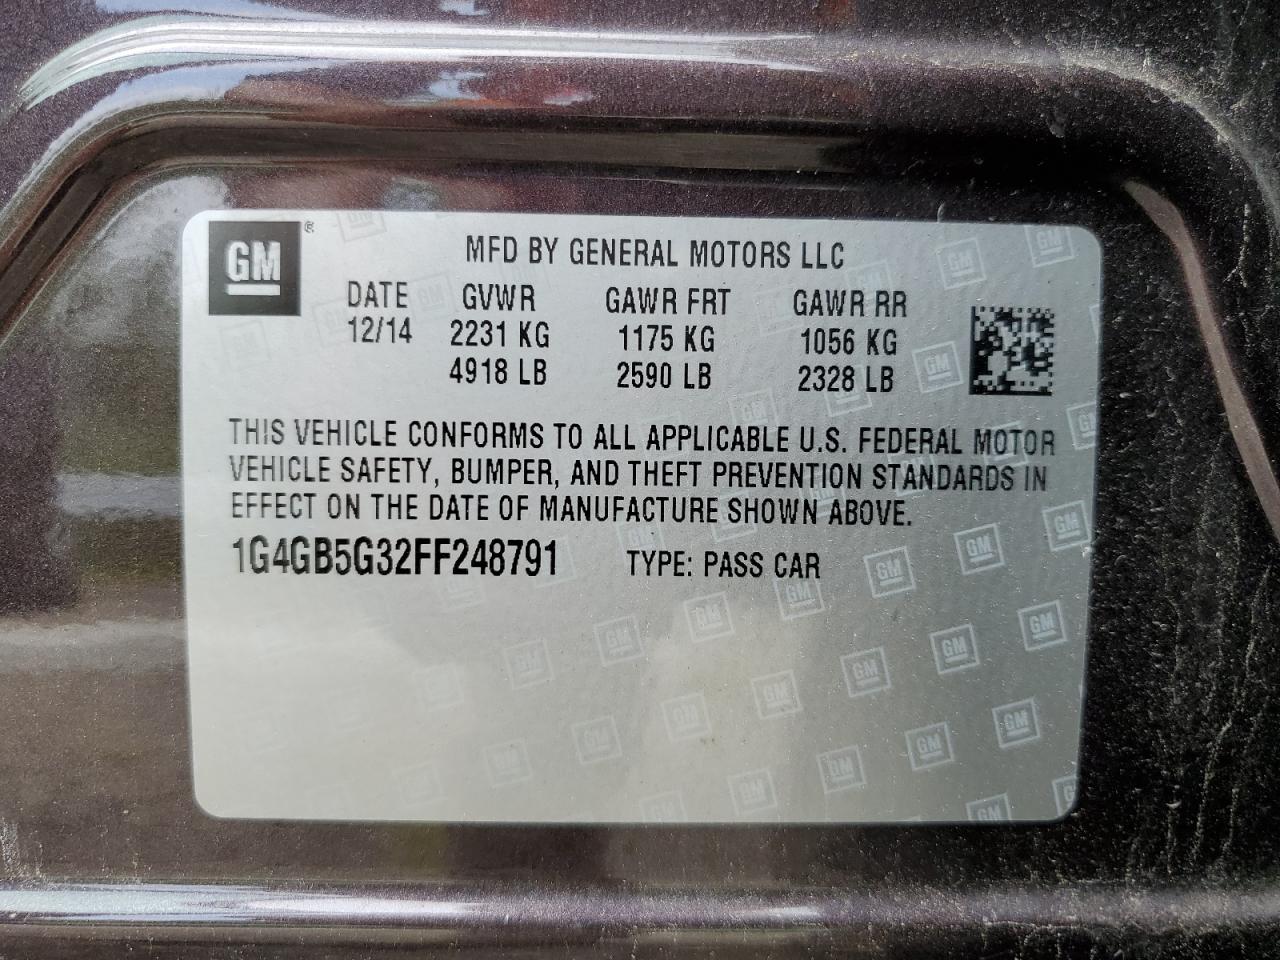 GM ®
MFD BY GENERAL MOTORS LLC
DATE GVWR GAWR FRT GAWR RR
12/14 2231 KG 1175 KG 1056 KG
4918 LB 2590 LB 2328 LB
THIS VEHICLE CONFORMS TO ALL APPLICABLE U.S. FEDERAL MOTOR
VEHICLE SAFETY, BUMPER, AND THEFT PREVENTION STANDARDS IN
EFFECT ON THE DATE OF MANUFACTURE SHOWN ABOVE.
1G4GB5G32FF248791 TYPE: PASS CAR